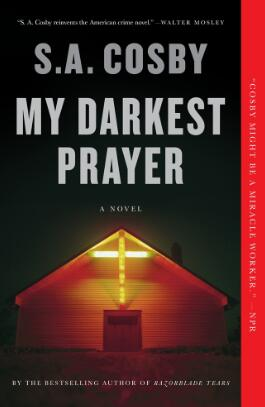 “S. A. Cosby reinvents the American crime novel.” —WALTER MOSLEY
S.A. COSBY
MY DARKEST
PRAYER
A NOVEL
BY THE BESTSELLING AUTHOR OF RAZORBLADE TEARS
“COSBY MIGHT BE A MIRACLE WORKER.” —NPR